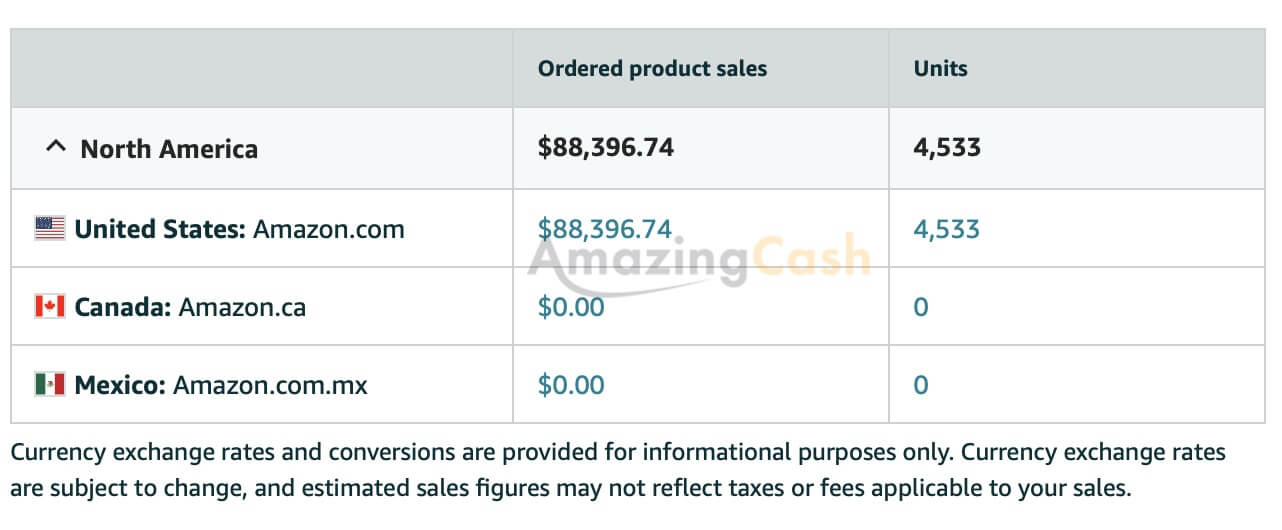 Ordered product sales Units
North America $88,396.74 4,533
United States: Amazon.com $88,396.74 4,533
AmazingCash
Canada: Amazon.ca $0.00 0
Mexico: Amazon.com.mx $0.00 0
Currency exchange rates and conversions are provided for informational purposes only. Currency exchange rates
are subject to change, and estimated sales figures may not reflect taxes or fees applicable to your sales.